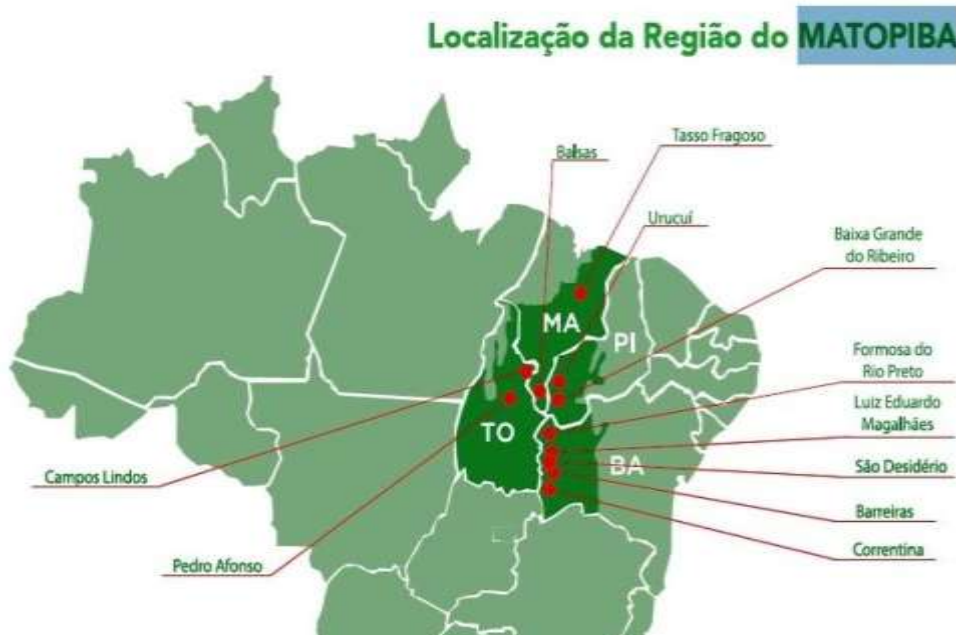 Localização da Região do MATOPIBA
Tasso Fragoso
Balsas
Urucuí
Baixa Grande
do Ribeiro
MA
PI
Formosa do
Rio Preto
Luiz Eduardo
Magalhães
TO
BA
São Desidério
Campos Lindos
Barreiras
Correntina
Pedro Afonso